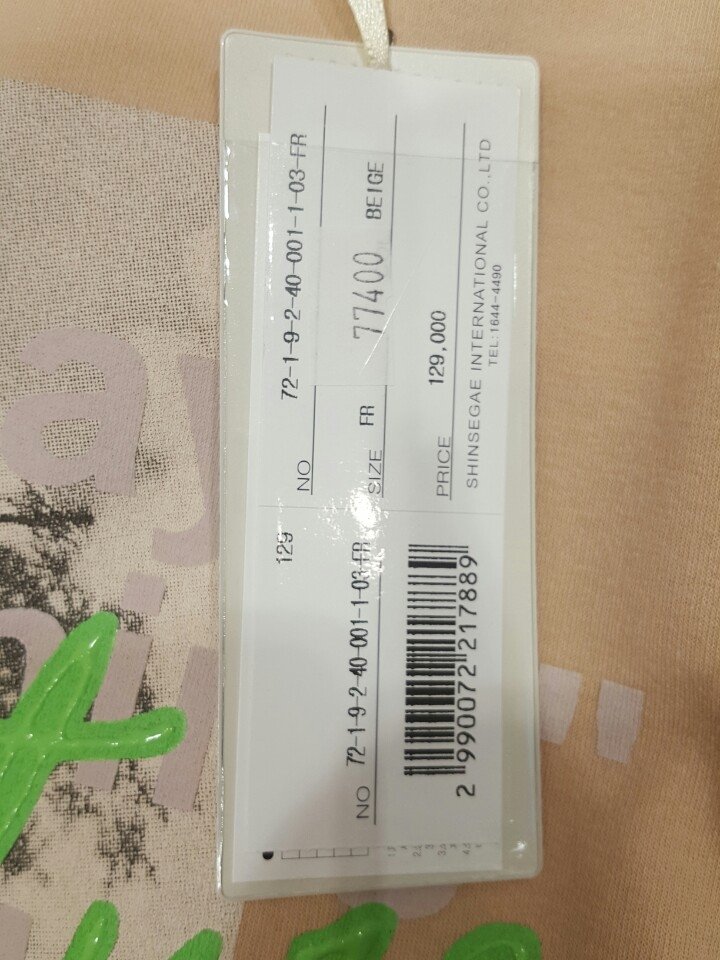 NO 72-1-9-2-40-001-1-03-FR
SIZE FR 77400 BEIGE
PRICE 129,000
SHINSEGAE INTERNATIONAL CO.,LTD
TEL:1644-4490
129
NO 72-1-9-2-40-001-1-03-FR
2 990072 217889